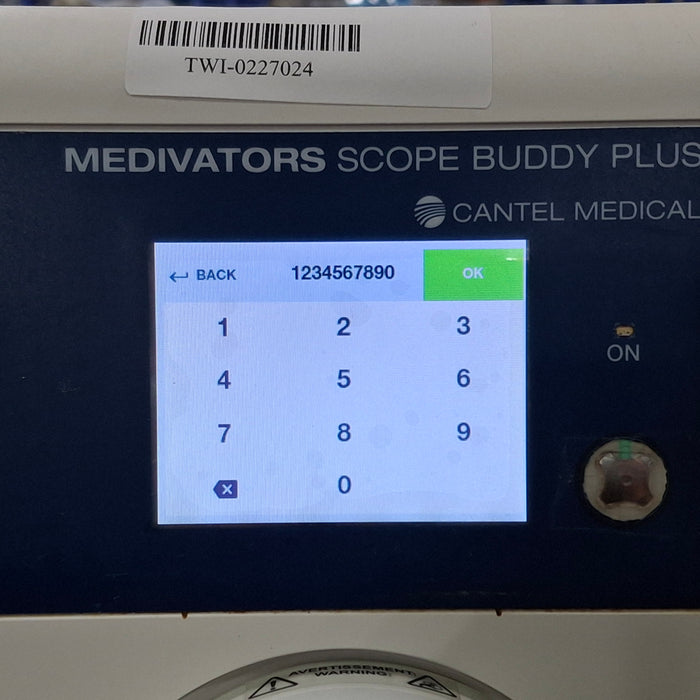 TWI-0227024
MEDIVATORS SCOPE BUDDY PLUS
CANTEL MEDICAL
BACK 1234567890 OK
1 2 3
4 5 6
7 8 9
0
ON
AVERTISSEMENT
WARNING